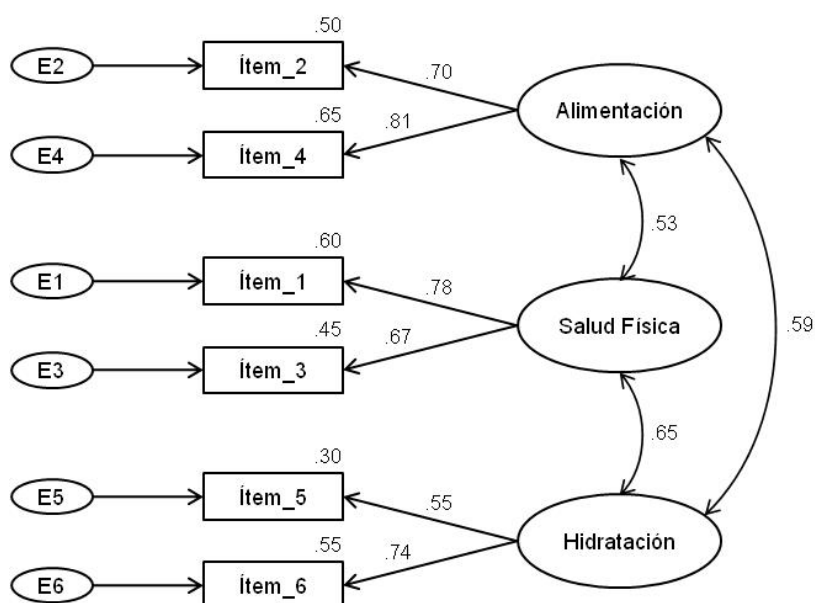 .50
E2
Ítem_2
.70
Alimentación
.65
.81
E4
Ítem_4
.53
.60
E1
Ítem_1
.78
Salud Física
.59
.45
.67
E3
Ítem_3
.65
.30
E5
Ítem_5
.55
Hidratación
.55
.74
E6
Ítem_6